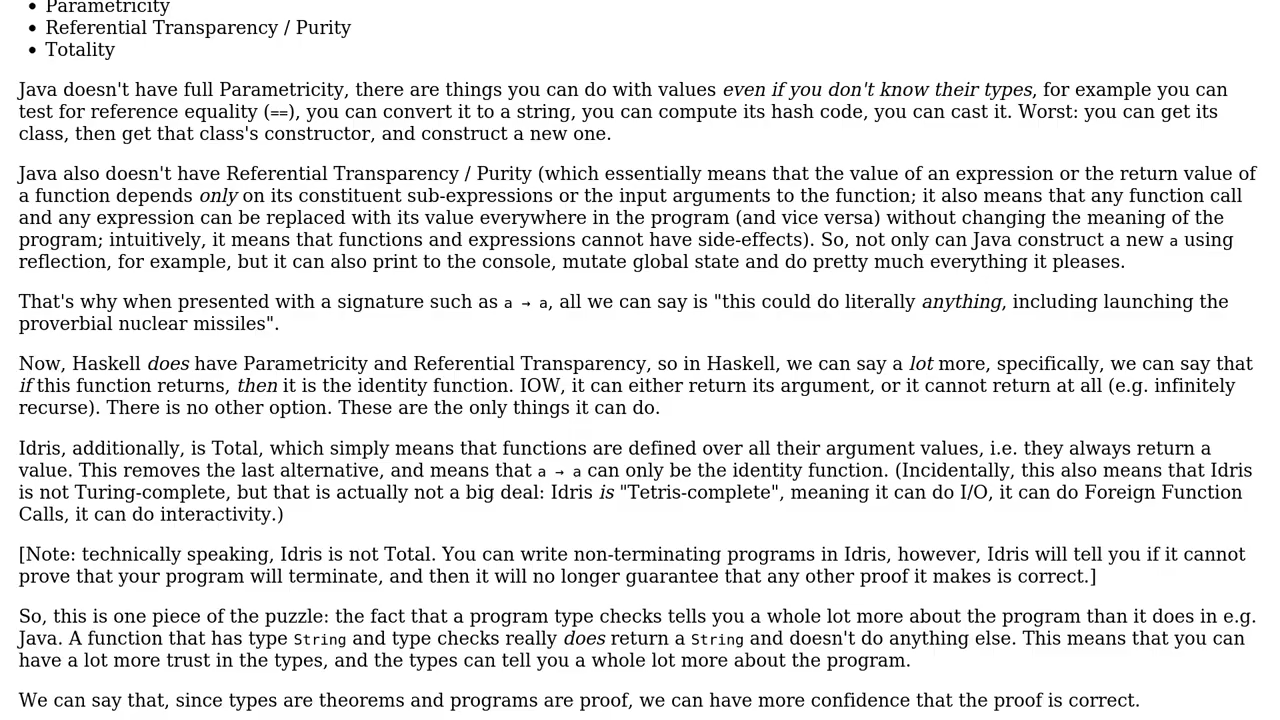 • Parametricity
• Referential Transparency / Purity
• Totality
Java doesn't have full Parametricity, there are things you can do with values even if you don't know their types, for example you can
test for reference equality (==), you can convert it to a string, you can compute its hash code, you can cast it. Worst: you can get its
class, then get that class's constructor, and construct a new one.
Java also doesn't have Referential Transparency / Purity (which essentially means that the value of an expression or the return value of
a function depends only on its constituent sub-expressions or the input arguments to the function; it also means that any function call
and any expression can be replaced with its value everywhere in the program (and vice versa) without changing the meaning of the
program; intuitively, it means that functions and expressions cannot have side-effects). So, not only can Java construct a new a using
reflection, for example, but it can also print to the console, mutate global state and do pretty much everything it pleases.
That's why when presented with a signature such as a → a, all we can say is "this could do literally anything, including launching the
proverbial nuclear missiles".
Now, Haskell does have Parametricity and Referential Transparency, so in Haskell, we can say a lot more, specifically, we can say that
if this function returns, then it is the identity function. IOW, it can either return its argument, or it cannot return at all (e.g. infinitely
recurse). There is no other option. These are the only things it can do.
Idris, additionally, is Total, which simply means that functions are defined over all their argument values, i.e. they always return a
value. This removes the last alternative, and means that a → a can only be the identity function. (Incidentally, this also means that Idris
is not Turing-complete, but that is actually not a big deal: Idris is "Tetris-complete", meaning it can do I/O, it can do Foreign Function
Calls, it can do interactivity.)
[Note: technically speaking, Idris is not Total. You can write non-terminating programs in Idris, however, Idris will tell you if it cannot
prove that your program will terminate, and then it will no longer guarantee that any other proof it makes is correct.]
So, this is one piece of the puzzle: the fact that a program type checks tells you a whole lot more about the program than it does in e.g.
Java. A function that has type String and type checks really does return a String and doesn't do anything else. This means that you can
have a lot more trust in the types, and the types can tell you a whole lot more about the program.
We can say that, since types are theorems and programs are proof, we can have more confidence that the proof is correct.